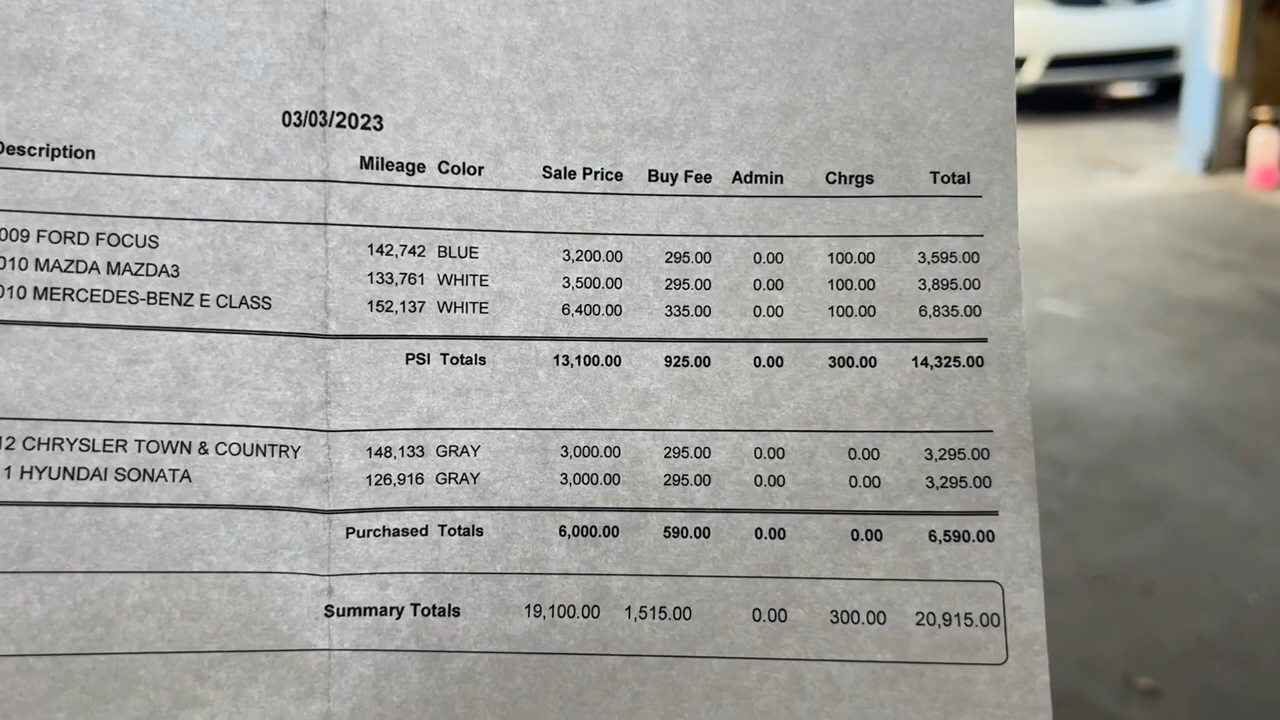 03/03/2023
Description Mileage Color Sale Price Buy Fee Admin Chrgs Total
009 FORD FOCUS 142,742 BLUE 3,200.00 295.00 0.00 100.00 3,595.00
010 MAZDA MAZDA3 133,761 WHITE 3,500.00 295.00 0.00 100.00 3,895.00
010 MERCEDES-BENZ E CLASS 152,137 WHITE 6,400.00 335.00 0.00 100.00 6,835.00
PSI Totals 13,100.00 925.00 0.00 300.00 14,325.00
12 CHRYSLER TOWN & COUNTRY 148,133 GRAY 3,000.00 295.00 0.00 0.00 3,295.00
11 HYUNDAI SONATA 126,916 GRAY 3,000.00 295.00 0.00 0.00 3,295.00
Purchased Totals 6,000.00 590.00 0.00 0.00 6,590.00
Summary Totals 19,100.00 1,515.00 0.00 300.00 20,915.00